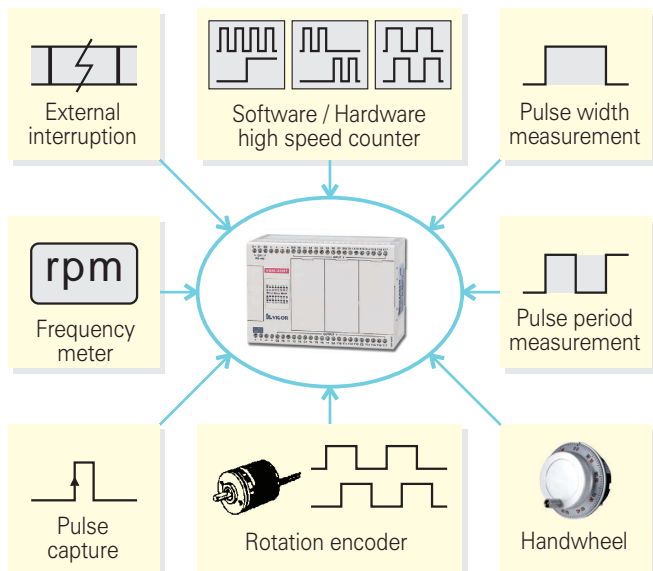 External
interruption
Software / Hardware
high speed counter
Pulse width
measurement
rpm
Frequency
meter
VIGOR
Pulse period
measurement
Pulse
capture
Rotation encoder
Handwheel